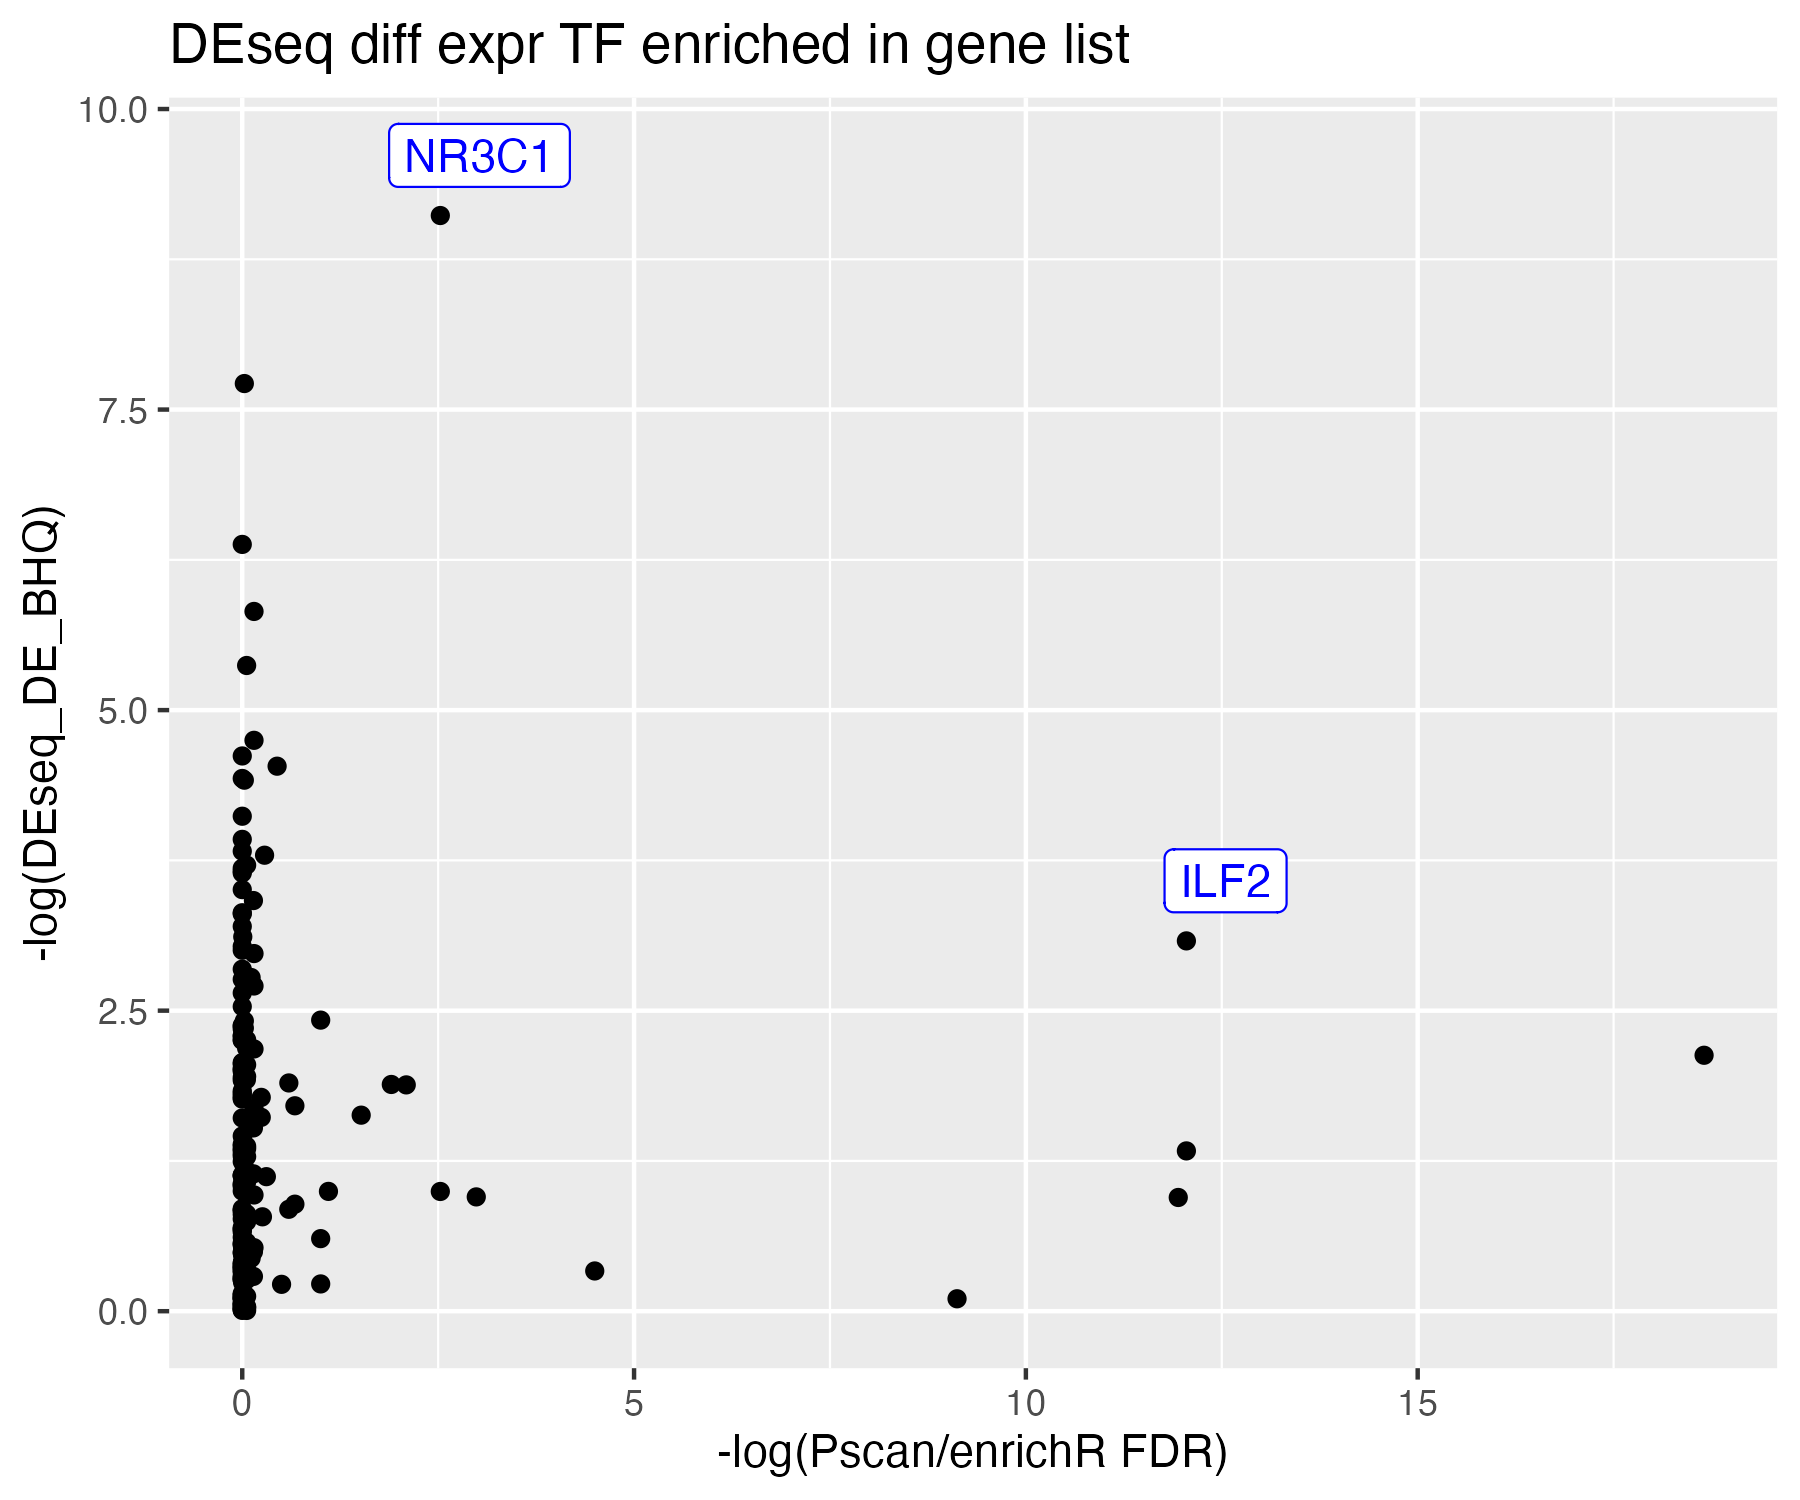 DEseq diff expr TF enriched in gene list
10.0
7.5
5.0
2.5
0.0
-log(DEseq_DE_BHQ)
NR3C1
ILF2
0
5
10
15
-log(Pscan/enrichR FDR)